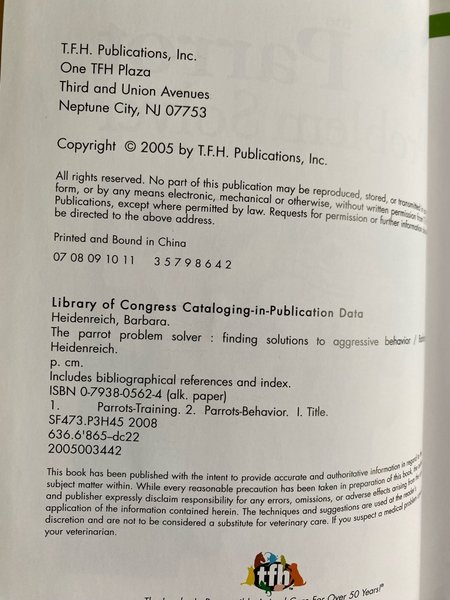 T.F.H. Publications, Inc.
One TFH Plaza
Third and Union Avenues
Neptune City, NJ 07753
Copyright © 2005 by T.F.H. Publications, Inc.
All rights reserved. No part of this publication may be reproduced, stored, or transmitted in
form, or by any means electronic, mechanical or otherwise, without written permission from
Publications, except where permitted by law. Requests for permission or further information
be directed to the above address.
Printed and Bound in China
07 08 09 10 11 3 5 7 9 8 6 4 2
Library of Congress Cataloging-in-Publication Data
Heidenreich, Barbara.
The parrot problem solver : finding solutions to aggressive behavior /
Heidenreich.
p. cm.
Includes bibliographical references and index.
ISBN 0-7938-0562-4 (alk. paper)
1. Parrots-Training. 2. Parrots-Behavior. I. Title.
SF473.P3H45 2008
636.6'865-dc22
2005003442
This book has been published with the intent to provide accurate and authoritative information in regard to the
subject matter within. While every reasonable precaution has been taken in preparation of this book, the
and publisher expressly disclaim responsibility for any errors, omissions, or adverse effects arising from the
application of the information contained herein. The techniques and suggestions are used at the reader's
discretion and are not to be considered a substitute for veterinary care. If you suspect a medical problem
your veterinarian.
tfh
For Over 50 Years!®